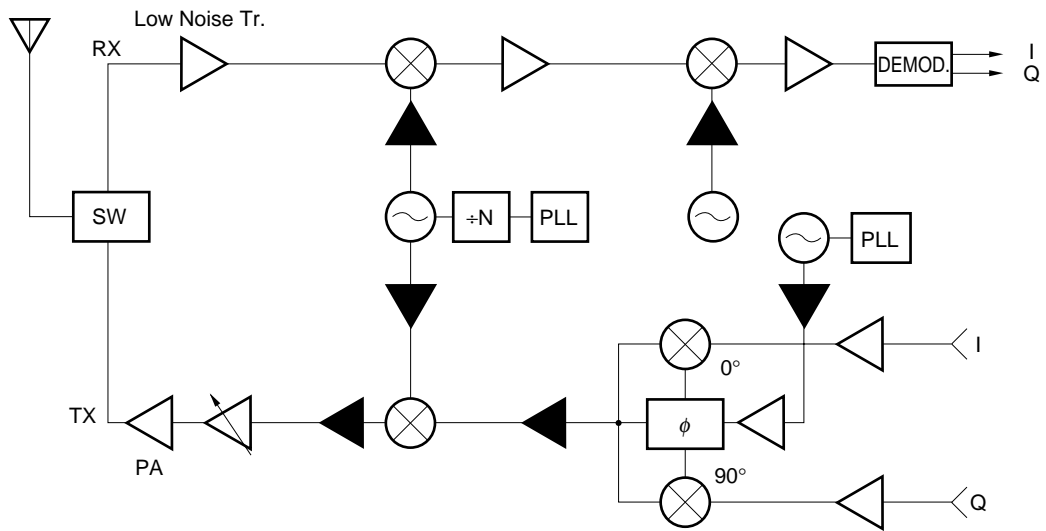 Low Noise Tr.
RX
DEMOD.
I
Q
SW
÷N
PLL
PLL
I
0°
TX
ϕ
PA
90°
Q